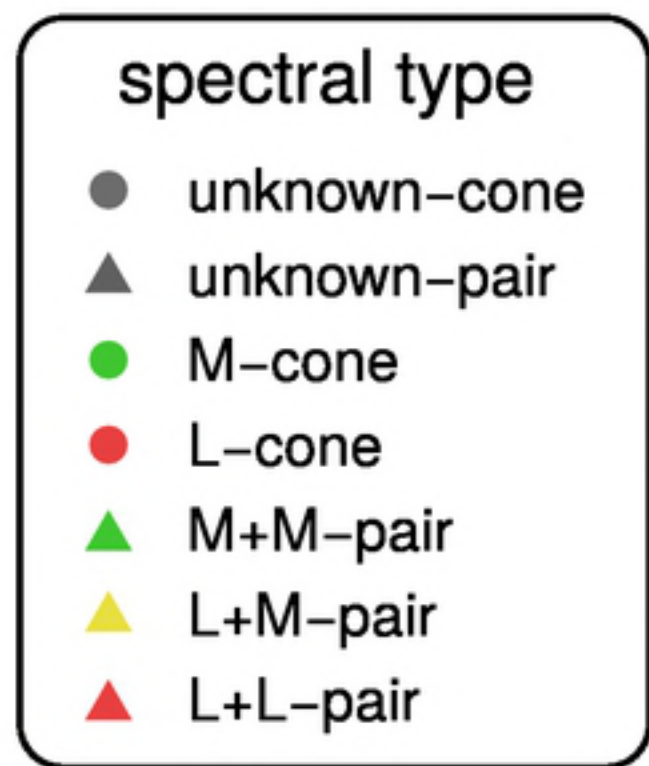 spectral type
unknown−cone
unknown−pair
M−cone
L−cone
M+M−pair
L+M−pair
L+L−pair